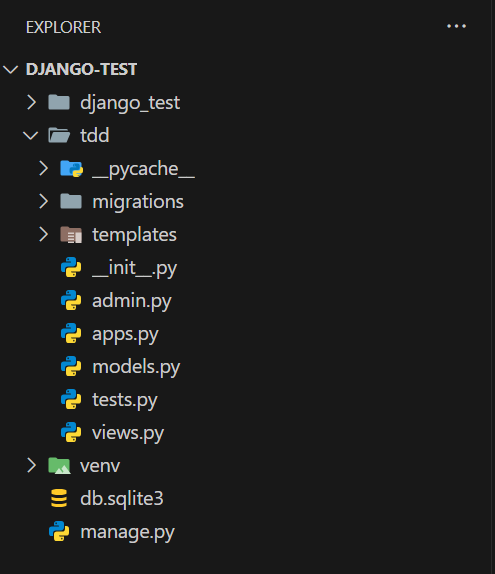 EXPLORER
DJANGO-TEST
django_test
tdd
__pycache__
migrations
templates
__init__.py
admin.py
apps.py
models.py
tests.py
views.py
venv
db.sqlite3
manage.py